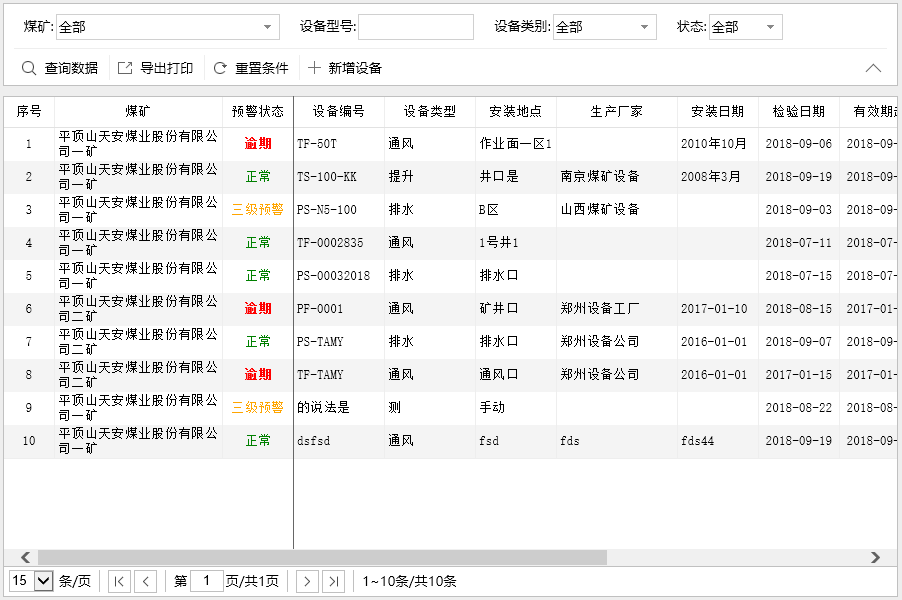 煤矿: 全部 设备型号: 设备类别: 全部 状态: 全部
查询数据 导出打印 重置条件 新增设备
序号 煤矿 预警状态 设备编号 设备类型 安装地点 生产厂家 安装日期 检验日期 有效期
1 平顶山天安煤业股份有限公司一矿 逾期 TF-50T 通风 作业面一区1 2010年10月 2018-09-06 2018-09-
2 平顶山天安煤业股份有限公司一矿 正常 TS-100-KK 提升 井口是 南京煤矿设备 2008年3月 2018-09-19 2018-09-
3 平顶山天安煤业股份有限公司一矿 三级预警 PS-N5-100 排水 B区 山西煤矿设备 2018-09-03 2018-09-
4 平顶山天安煤业股份有限公司一矿 正常 TF-0002835 通风 1号井1 2018-07-11 2018-07-
5 平顶山天安煤业股份有限公司一矿 正常 PS-00032018 排水 排水口 2018-07-15 2018-07-
6 平顶山天安煤业股份有限公司二矿 逾期 PF-0001 通风 矿井口 郑州设备工厂 2017-01-10 2018-08-15 2017-01-
7 平顶山天安煤业股份有限公司二矿 正常 PS-TAMY 排水 排水口 郑州设备公司 2016-01-01 2018-09-07 2018-09-
8 平顶山天安煤业股份有限公司二矿 逾期 TF-TAMY 通风 通风口 郑州设备公司 2016-01-01 2017-01-15 2017-01-
9 平顶山天安煤业股份有限公司一矿 三级预警 的说法是 测 手动 2018-08-22 2018-08-
10 平顶山天安煤业股份有限公司一矿 正常 dsfsd 通风 fsd fds fds44 2018-09-19 2018-09-
15 条/页 第 1 页/共1页 1~10条/共10条